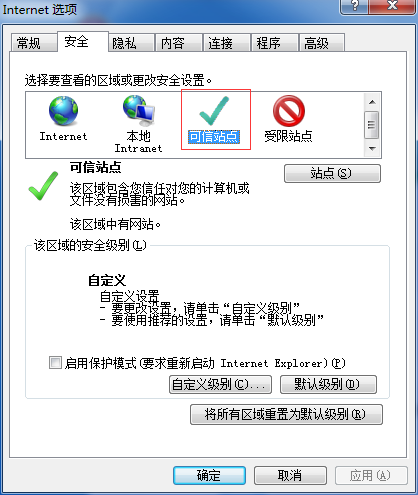 Internet 选项
常规
安全
隐私
内容
连接
程序
高级
选择要查看的区域或更改安全设置。
Internet
本地
Intranet
可信站点
受限站点
可信站点
站点(S)
该区域包含您信任对您的计算机或
文件没有损害的网站。
该区域中有网站。
该区域的安全级别(L)
自定义
自定义设置
- 要更改设置，请单击“自定义级别”
- 要使用推荐的设置，请单击“默认级别”
启用保护模式(要求重新启动 Internet Explorer)(P)
自定义级别(C)...
默认级别(D)
将所有区域重置为默认级别(R)
确定
取消
应用(A)